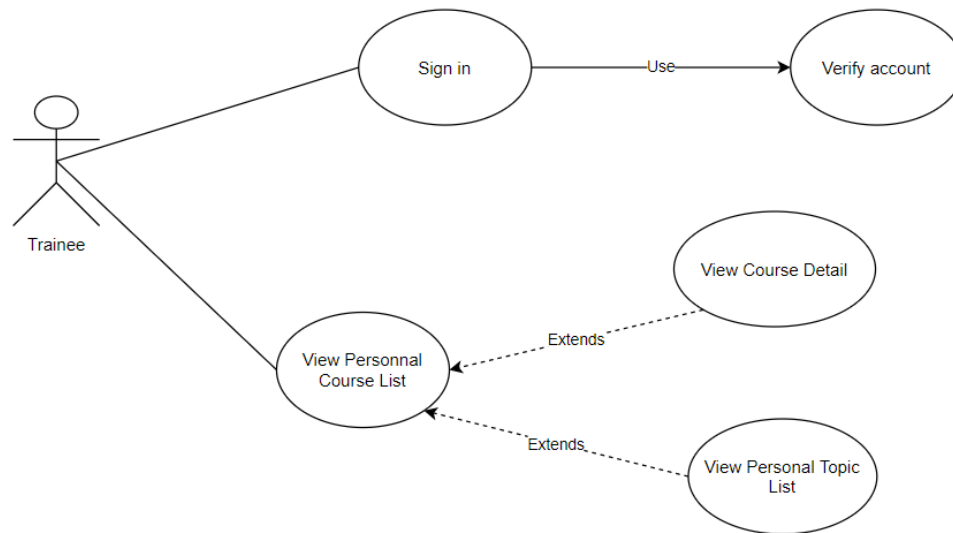 Sign in
Use
Verify account
Trainee
View Course Detail
Extends
View Personnal
Course List
Extends
View Personal Topic
List